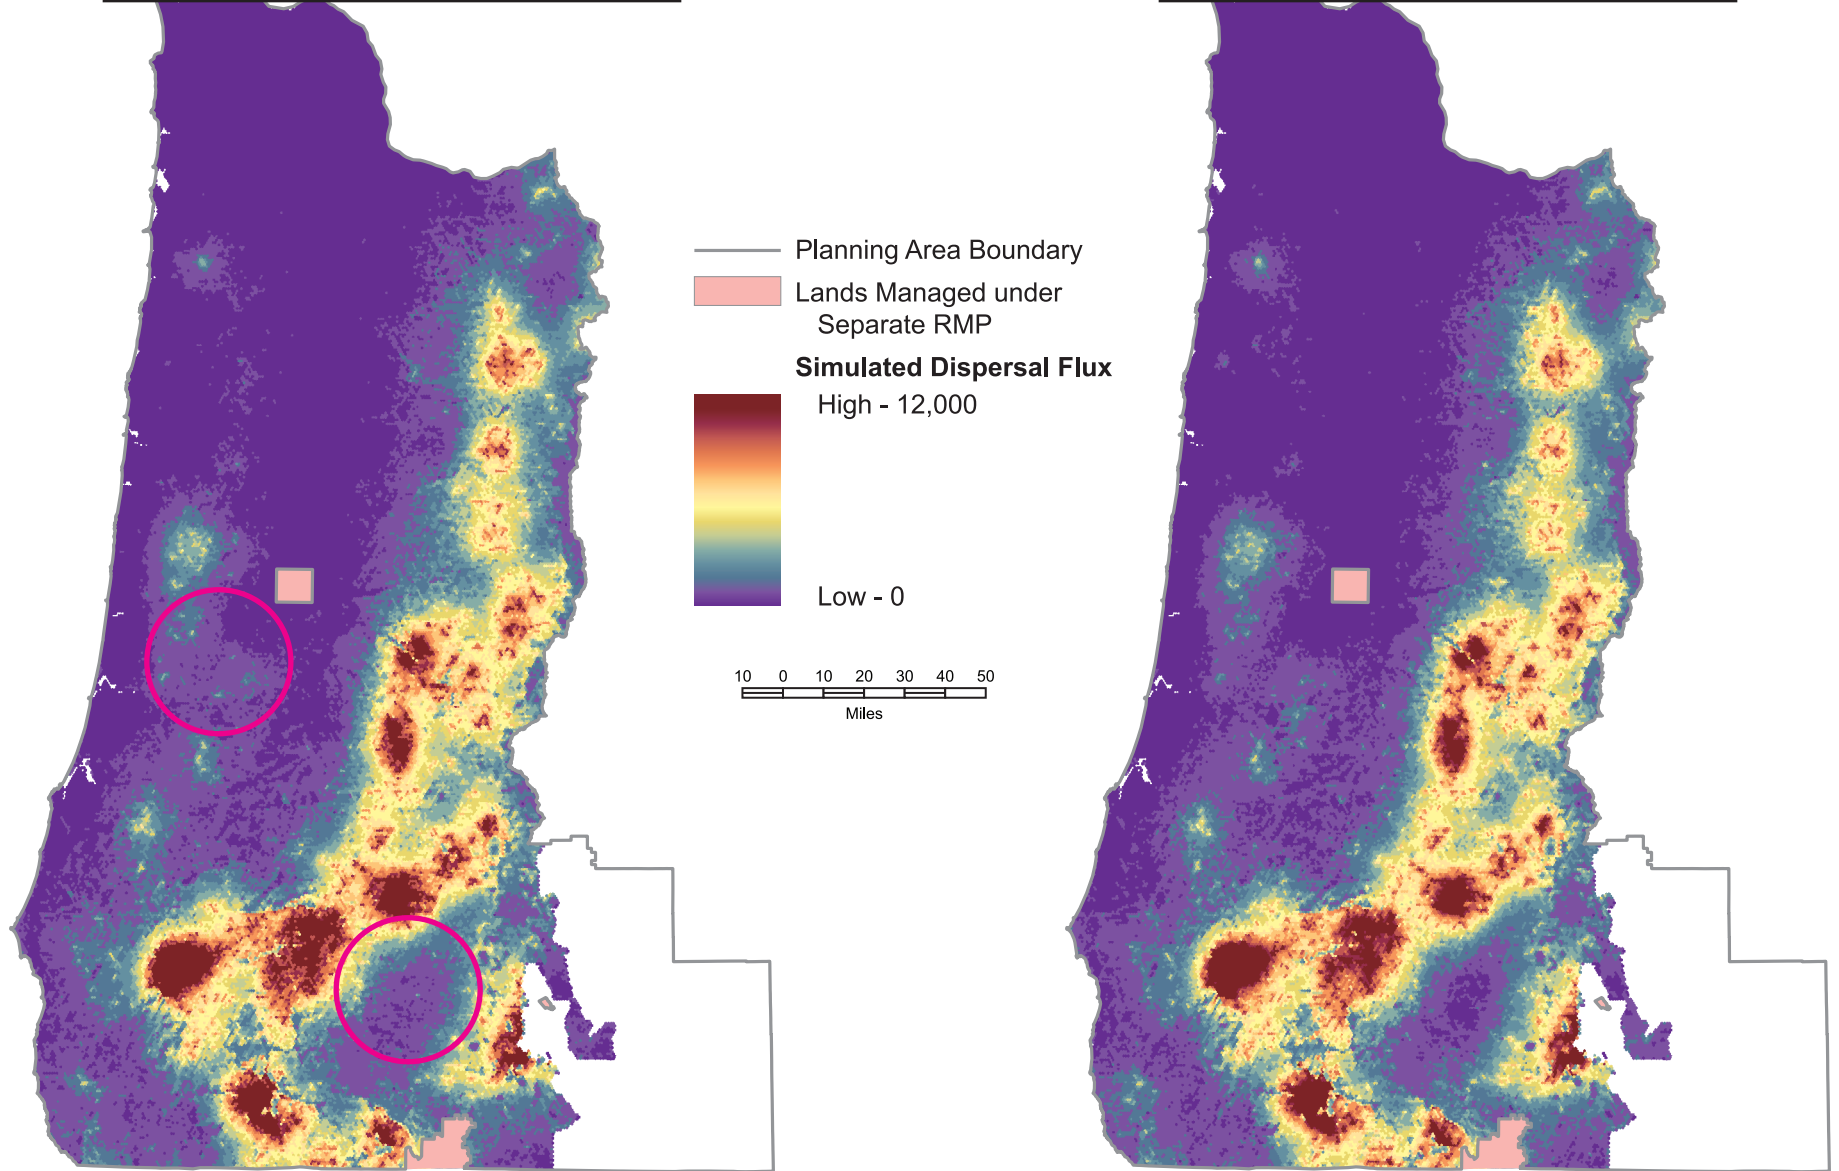 Planning Area Boundary
Lands Managed under
Separate RMP
Simulated Dispersal Flux
High - 12,000
Low - 0
10 0 10 20 30 40 50
Miles